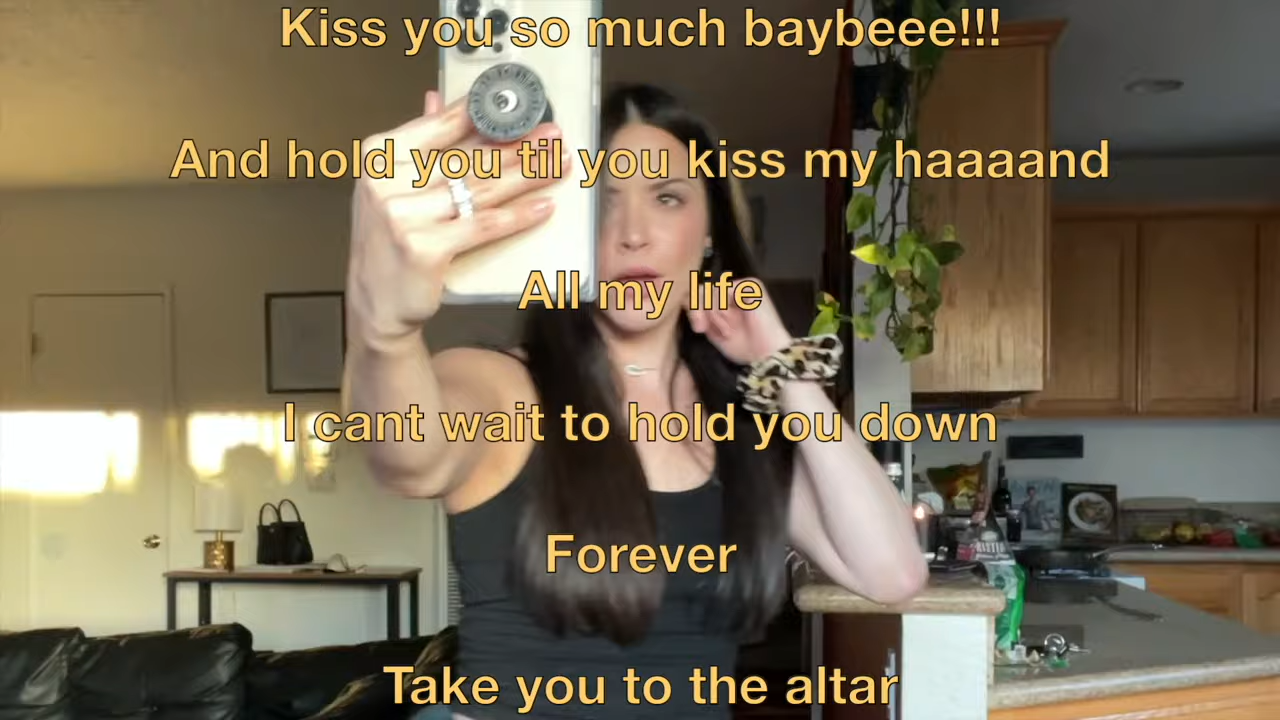 Kiss you so much baybeee!!!
And hold you til you kiss my haaaand
All my life
I cant wait to hold you down
Forever
Take you to the altar